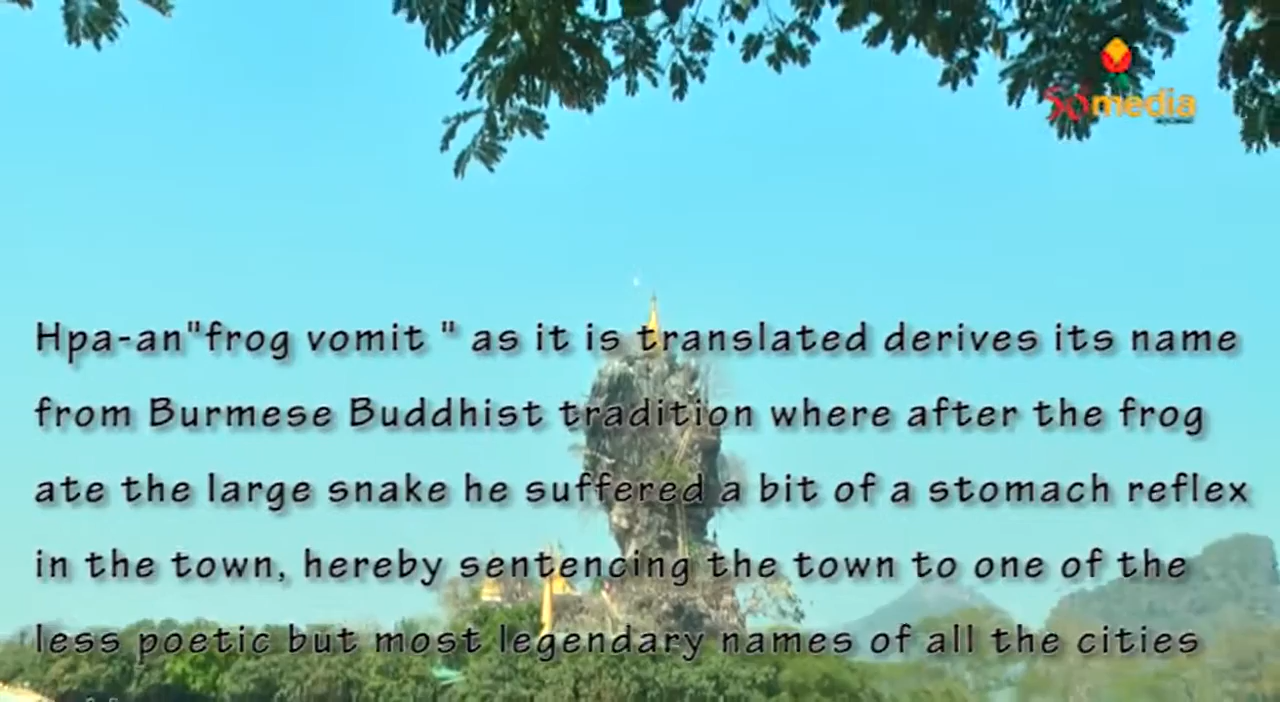 media
Hpa-an"frog vomit " as it is translated derives its name
from Burmese Buddhist tradition where after the frog
ate the large snake he suffered a bit of a stomach reflex
in the town, hereby sentencing the town to one of the
less poetic but most legendary names of all the cities